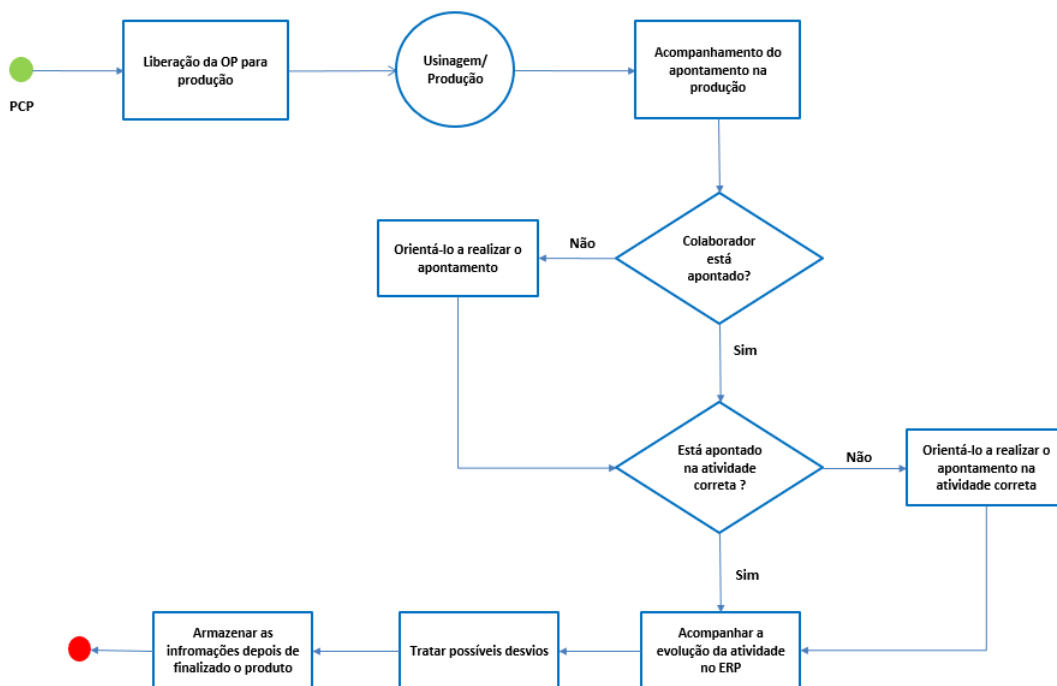 PCP
Liberação da OP para
produção
Usinagem/
Produção
Acompanhamento do
apontamento na
produção
Colaborador
está
apontado?
Não
Orientá-lo a realizar o
apontamento
Sim
Está apontado
na atividade
correta ?
Não
Orientá-lo a realizar o
apontamento na
atividade correta
Sim
Acompanhar a
evolução da atividade
no ERP
Tratar possíveis desvios
Armazenar as
infromações depois de
finalizado o produto